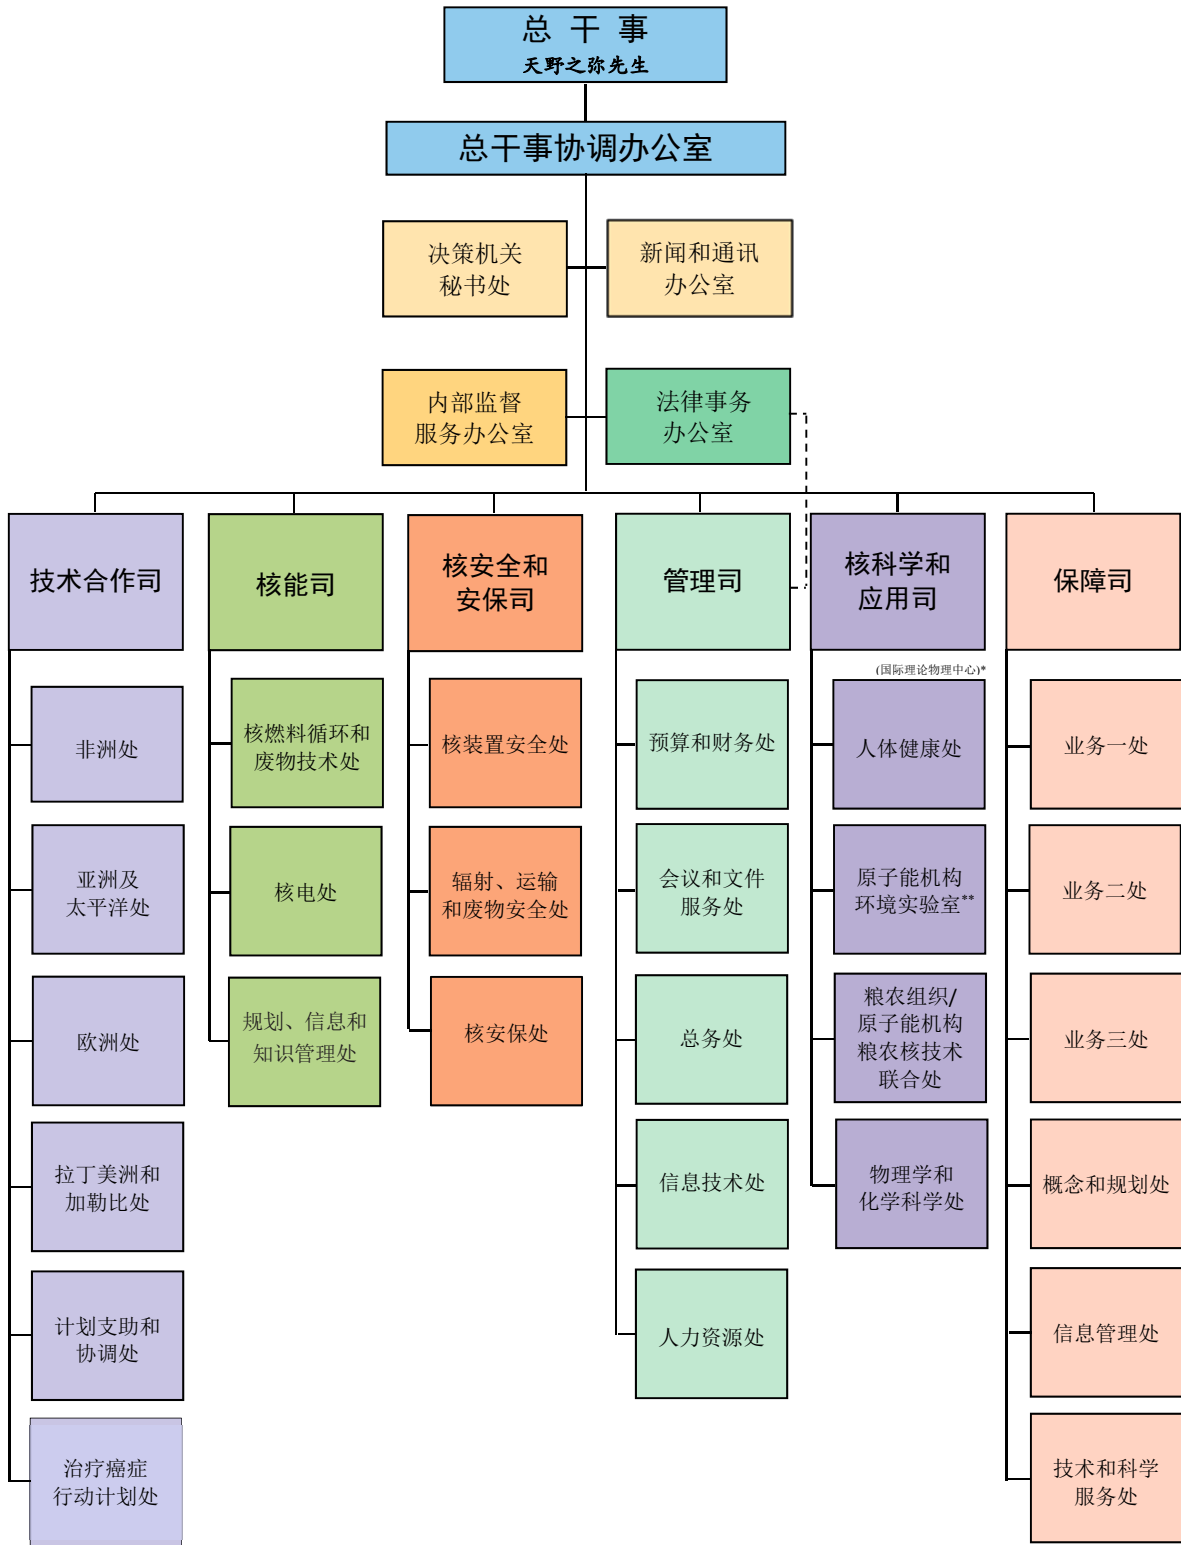 总 干 事
天野之弥先生
总干事协调办公室
决策机关
秘书处
新闻和通讯
办公室
内部监督
服务办公室
法律事务
办公室
技术合作司
核能司
核安全和
安保司
管理司
核科学和
应用司
保障司
(国际理论物理中心)*
非洲处
亚洲及
太平洋处
欧洲处
拉丁美洲和
加勒比处
计划支助和
协调处
治疗癌症
行动计划处
核燃料循环和
废物技术处
核电处
规划、信息和
知识管理处
核装置安全处
辐射、运输
和废物安全处
核安保处
预算和财务处
会议和文件
服务处
总务处
信息技术处
人力资源处
人体健康处
原子能机构
环境实验室**
粮农组织/
原子能机构
粮农核技术
联合处
物理学和
化学科学处
业务一处
业务二处
业务三处
概念和规划处
信息管理处
技术和科学
服务处